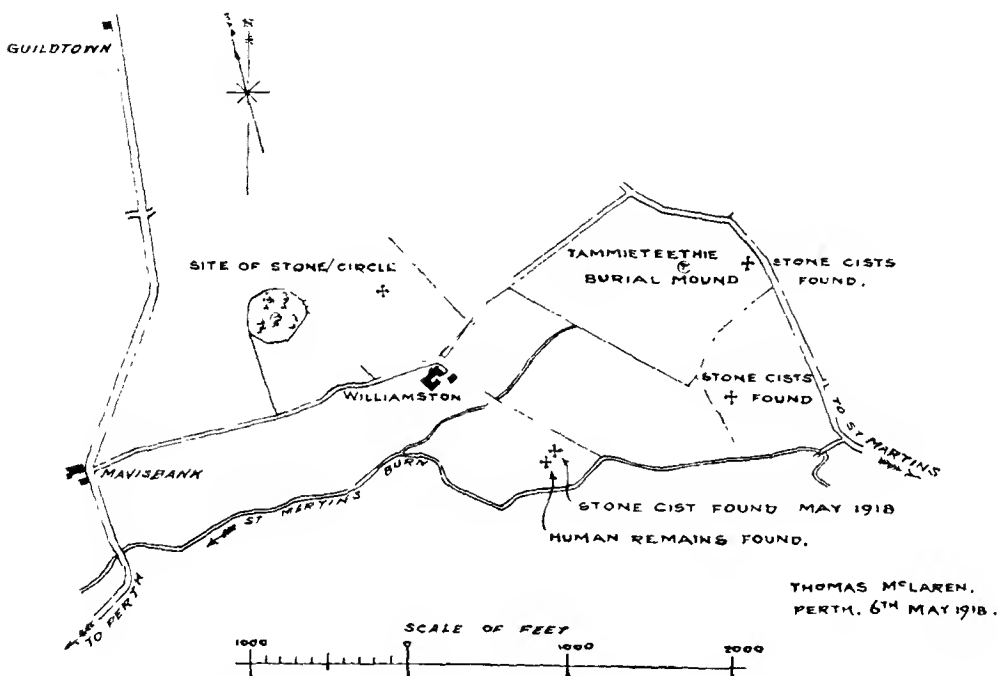 GUILDTOWN
SITE OF STONE CIRCLE
TAMMIETEETHIE
BURIAL MOUND
STONE CISTS
FOUND.
STONE CISTS
FOUND
WILLIAMSTON
MAVISBANK
ST MARTINS BURN
TO ST MARTINS
STONE CIST FOUND MAY 1918
HUMAN REMAINS FOUND.
TO PERTH
THOMAS McLAREN.
PERTH. 6TH MAY 1918.
SCALE OF FEET
1000 0 1000 2000